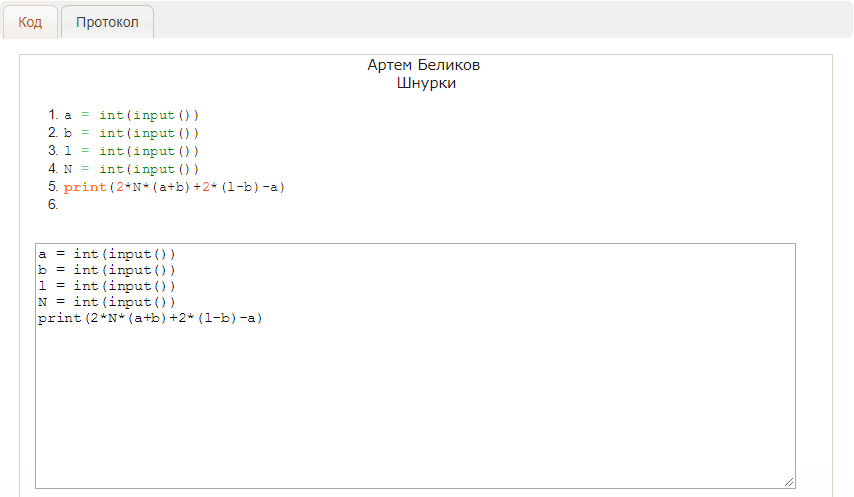 Код Протокол
Артем Беликов
Шнурки
1. a = int(input())
2. b = int(input())
3. l = int(input())
4. N = int(input())
5. print(2*N*(a+b)+2*(l-b)-a)
6.
a = int(input())
b = int(input())
l = int(input())
N = int(input())
print(2*N*(a+b)+2*(l-b)-a)